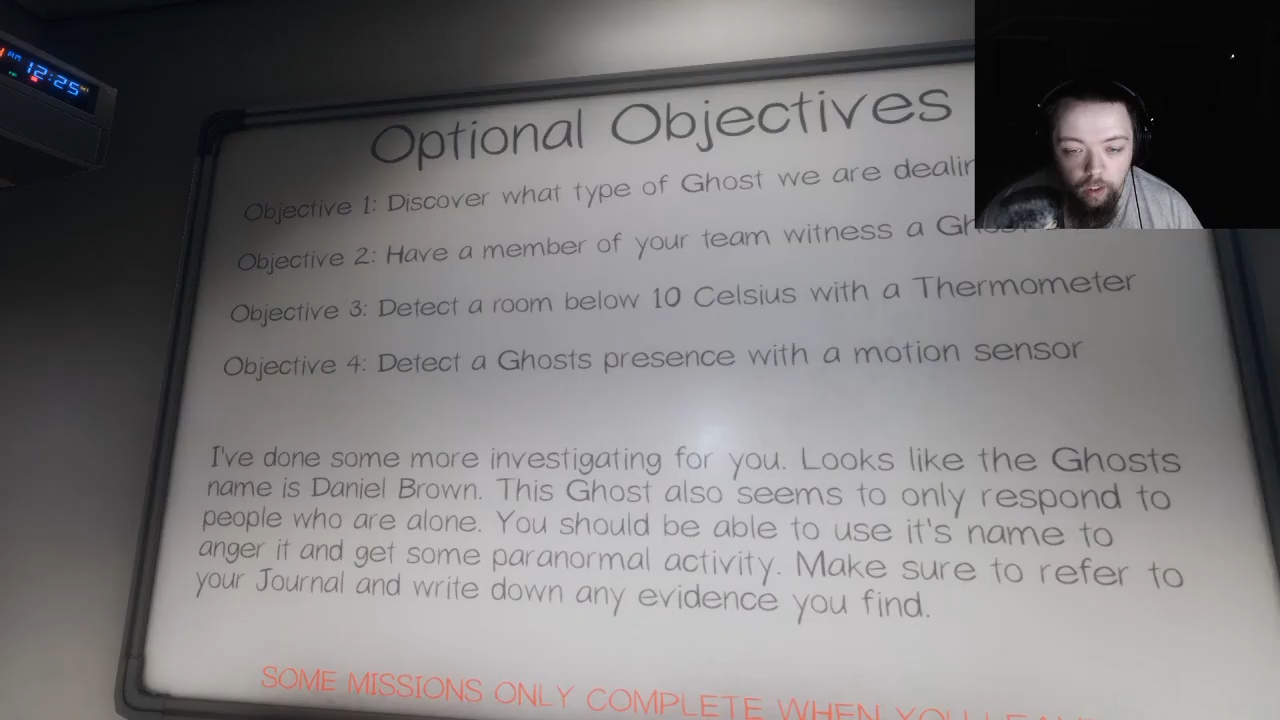 AM 12:25
Optional Objectives
Objective 1: Discover what type of Ghost we are
Objective 2: Have a member of your team witness a
Objective 3: Detect a room below 10 Celsius with a Thermometer
Objective 4: Detect a Ghosts presence with a motion sensor
I've done some more investigating for you. Looks like the Ghosts
name is Daniel Brown. This Ghost also seems to only respond to
people who are alone. You should be able to use it's name to
anger it and get some paranormal activity. Make sure to refer to
your Journal and write down any evidence you find.
SOME MISSIONS ONLY COMPLETE WHEN YOU